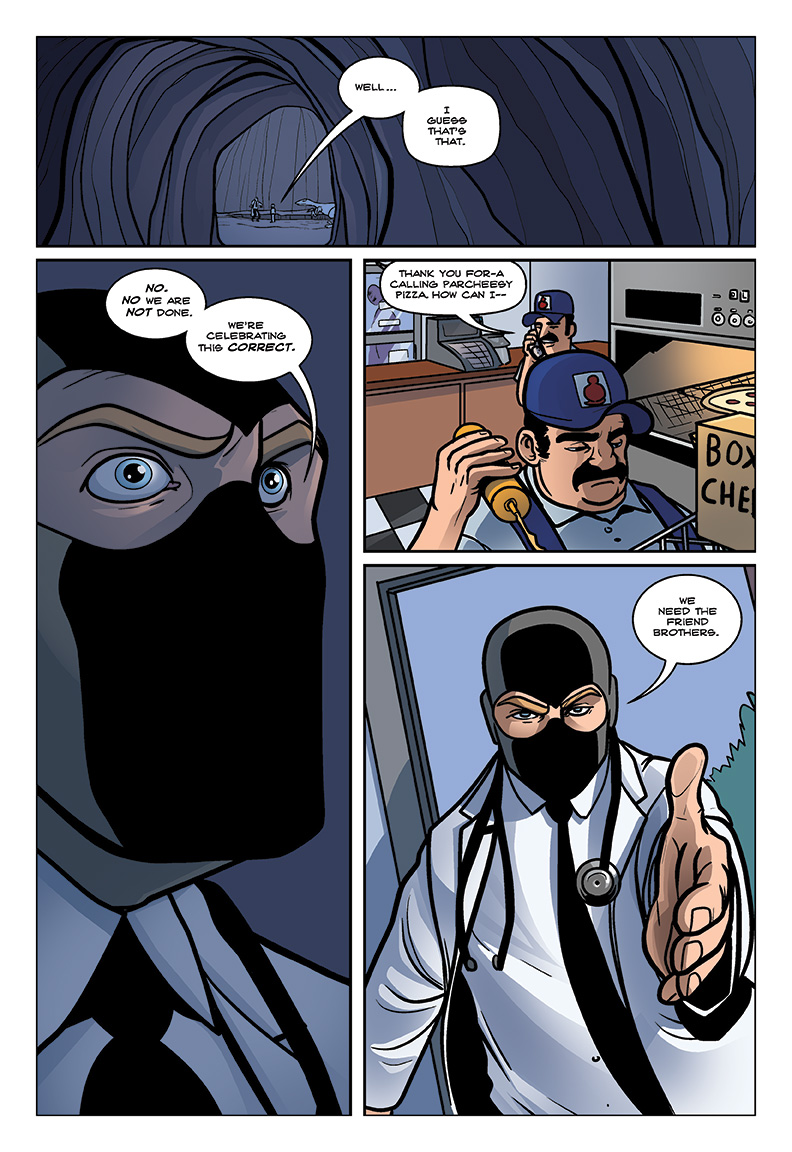 WELL...
I
GUESS
THAT'S
THAT.
NO.
NO WE ARE
NOT DONE.
WE'RE
CELEBRATING
THIS CORRECT.
THANK YOU FOR-A
CALLING PARCHEESY
PIZZA. HOW CAN I--
BOX
CHE
WE
NEED THE
FRIEND
BROTHERS.